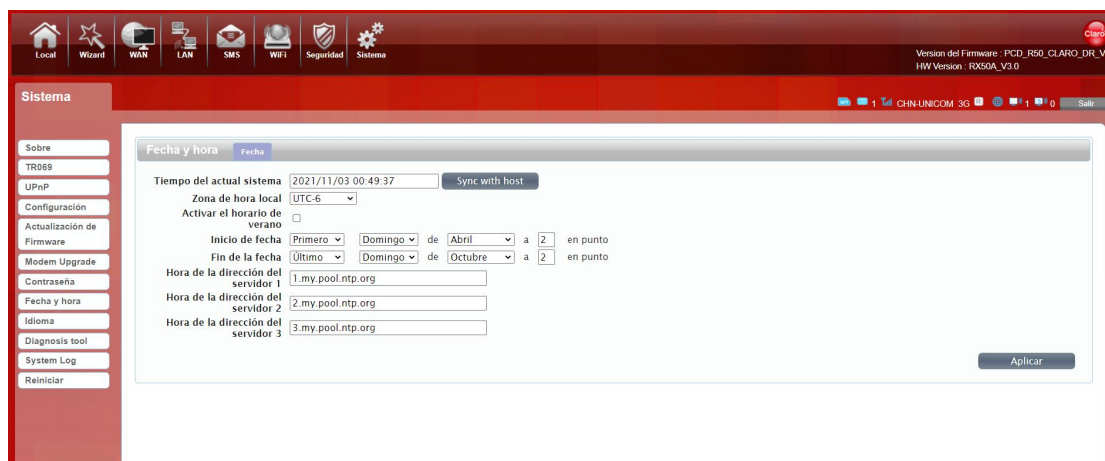 Local Wizard WAN LAN SMS WiFi Seguridad Sistema
Claro
Version del Firmware : PCD_R50_CLARO_DR_V
HW Version : RX50A_V3.0
Sistema
1 CHN-UNICOM 3G 1 0 Salir
Sobre
TR069
UPnP
Configuración
Actualización de
Firmware
Modem Upgrade
Contraseña
Fecha y hora
Idioma
Diagnosis tool
System Log
Reiniciar
Fecha y hora Fecha
Tiempo del actual sistema 2021/11/03 00:49:37 Sync with host
Zona de hora local UTC-6
Activar el horario de
verano
Inicio de fecha Primero Domingo de Abril a 2 en punto
Fin de la fecha Último Domingo de Octubre a 2 en punto
Hora de la dirección del
servidor 1 1.my.pool.ntp.org
Hora de la dirección del
servidor 2 2.my.pool.ntp.org
Hora de la dirección del
servidor 3 3.my.pool.ntp.org
Aplicar